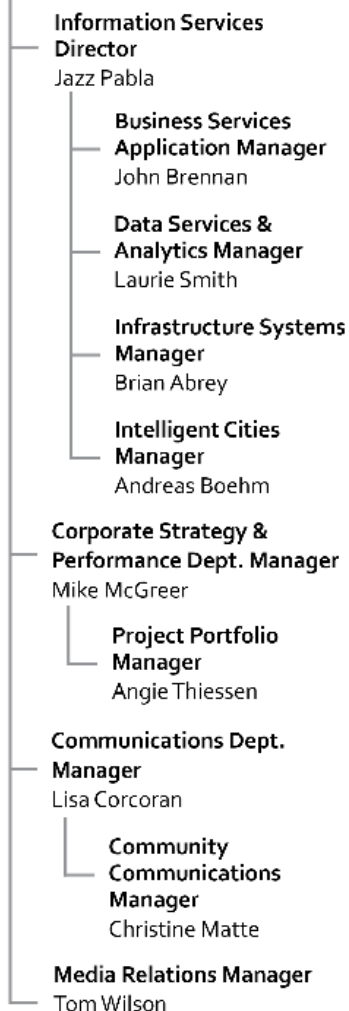 Information Services
Director
Jazz Pabla
Business Services
Application Manager
John Brennan
Data Services &
Analytics Manager
Laurie Smith
Infrastructure Systems
Manager
Brian Abrey
Intelligent Cities
Manager
Andreas Boehm
Corporate Strategy &
Performance Dept. Manager
Mike McGreer
Project Portfolio
Manager
Angie Thiessen
Communications Dept.
Manager
Lisa Corcoran
Community
Communications
Manager
Christine Matte
Media Relations Manager
Tom Wilson